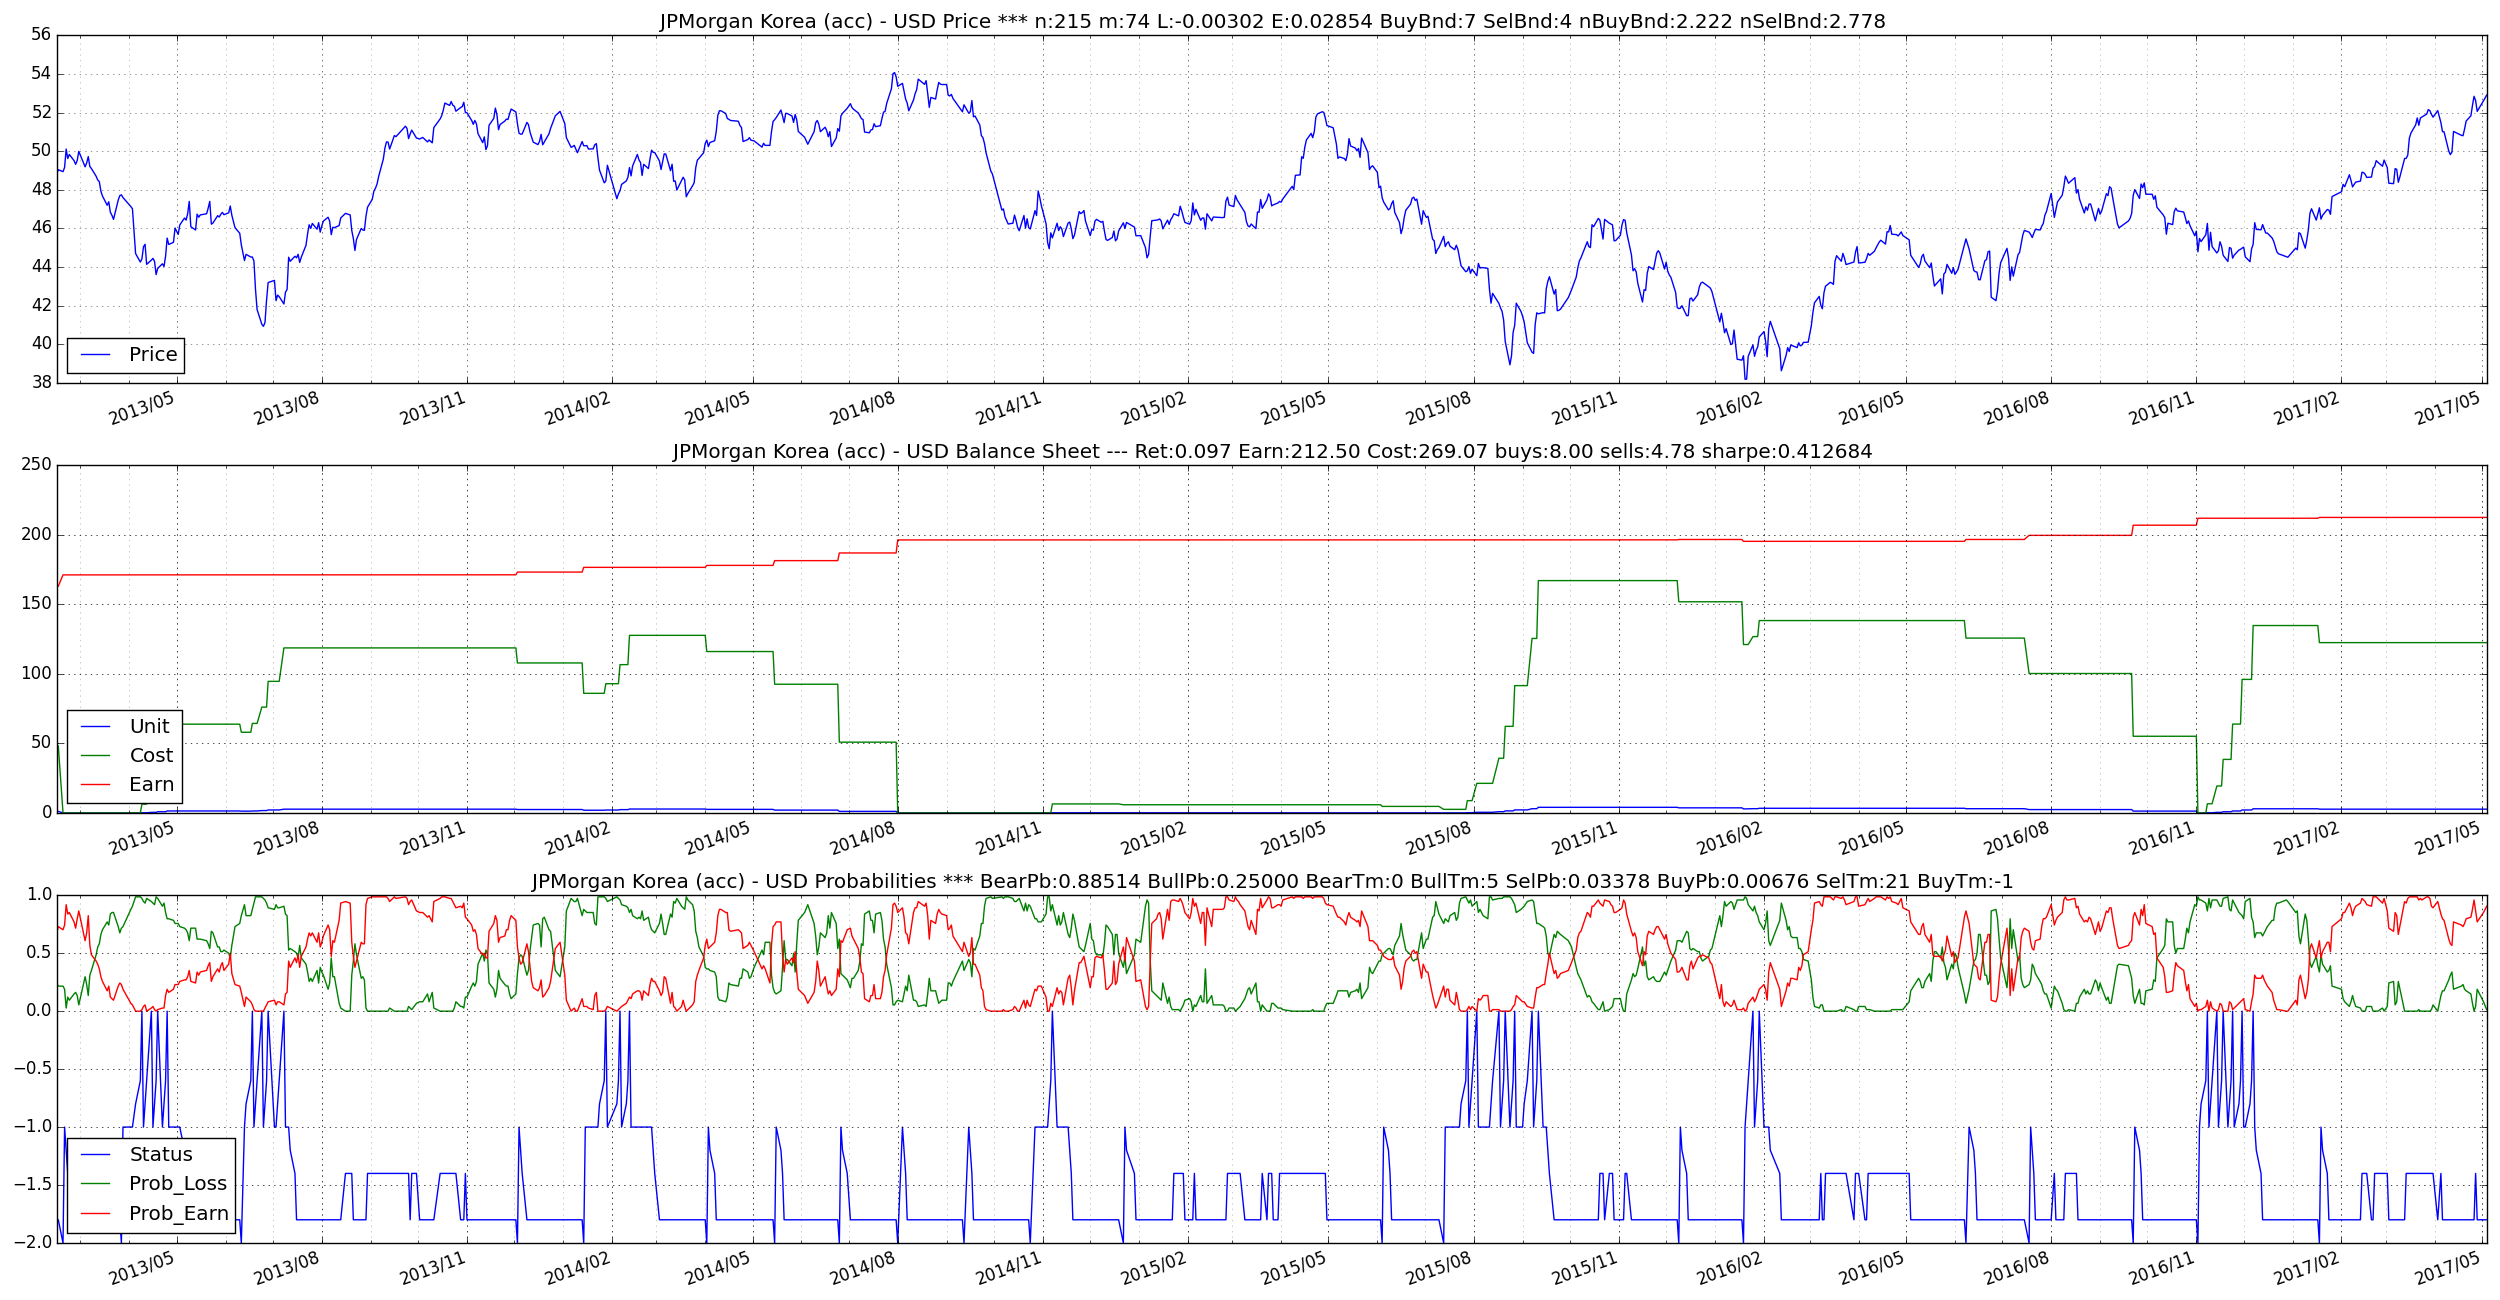 JPMorgan Korea (acc) - USD Price *** n:215 m:74 L:-0.00302 E:0.02854 BuyBnd:7 SelBnd:4 nBuyBnd:2.222 nSelBnd:2.778
56
54
52
50
48
46
44
42
40
38
Price
2013/05 2013/08 2013/11 2014/02 2014/05 2014/08 2014/11 2015/02 2015/05 2015/08 2015/11 2016/02 2016/05 2016/08 2016/11 2017/02 2017/05
JPMorgan Korea (acc) - USD Balance Sheet --- Ret:0.097 Earn:212.50 Cost:269.07 buys:8.00 sells:4.78 sharpe:0.412684
250
200
150
100
50
0
Unit
Cost
Earn
2013/05 2013/08 2013/11 2014/02 2014/05 2014/08 2014/11 2015/02 2015/05 2015/08 2015/11 2016/02 2016/05 2016/08 2016/11 2017/02 2017/05
JPMorgan Korea (acc) - USD Probabilities *** BearPb:0.88514 BullPb:0.25000 BearTm:0 BullTm:5 SelPb:0.03378 BuyPb:0.00676 SelTm:21 BuyTm:-1
1.0
0.5
0.0
−0.5
−1.0
−1.5
−2.0
Status
Prob_Loss
Prob_Earn
2013/05 2013/08 2013/11 2014/02 2014/05 2014/08 2014/11 2015/02 2015/05 2015/08 2015/11 2016/02 2016/05 2016/08 2016/11 2017/02 2017/05